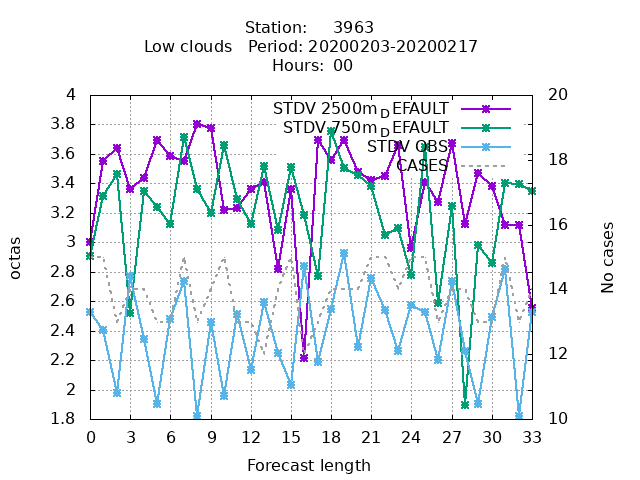 Station: 3963
Low clouds Period: 20200203-20200217
Hours: 00
4
3.8
3.6
3.4
3.2
3
2.8
2.6
2.4
2.2
2
1.8
20
18
16
14
12
10
STDV 2500m_DEFAULT
STDV 750m_DEFAULT
STDV OBS
CASES
octas
No cases
0 3 6 9 12 15 18 21 24 27 30 33
Forecast length